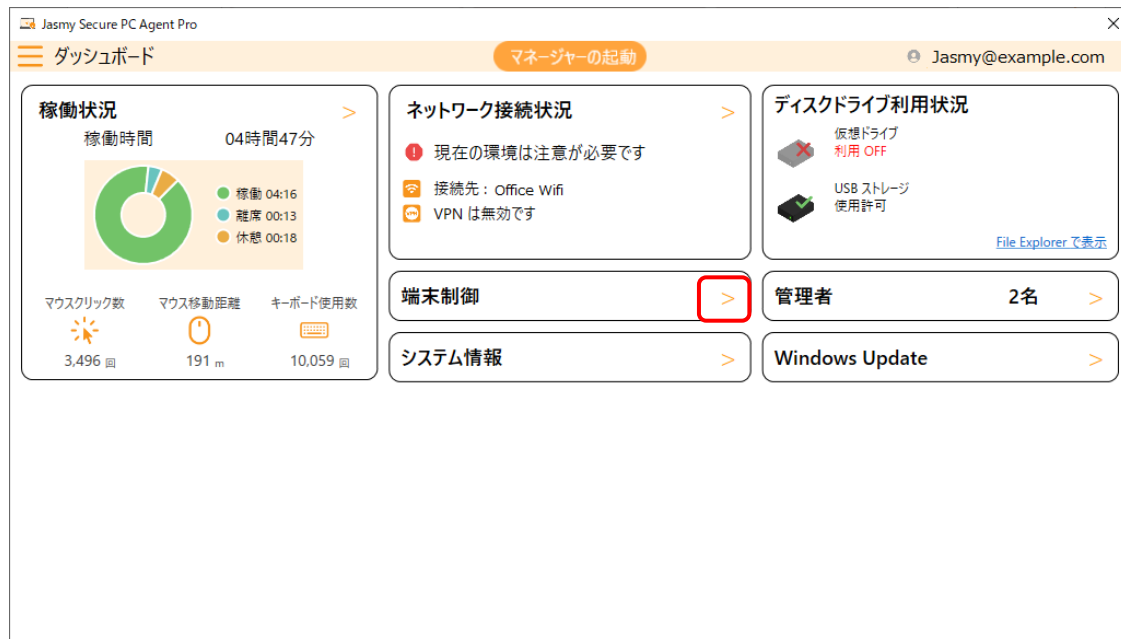 Jasmy Secure PC Agent Pro
ダッシュボード
マネージャーの起動
Jasmy@example.com
稼働状況 >
稼働時間 04時間47分
稼働 04:16
離席 00:13
休憩 00:18
マウスクリック数 マウス移動距離 キーボード使用数
3,496 回 191 m 10,059 回
ネットワーク接続状況 >
現在の環境は注意が必要です
接続先 : Office Wifi
VPN
VPN は無効です
ディスクドライブ利用状況
仮想ドライブ
利用 OFF
USB ストレージ
使用許可
File Explorer で表示
端末制御 >
管理者 2名 >
システム情報 >
Windows Update >